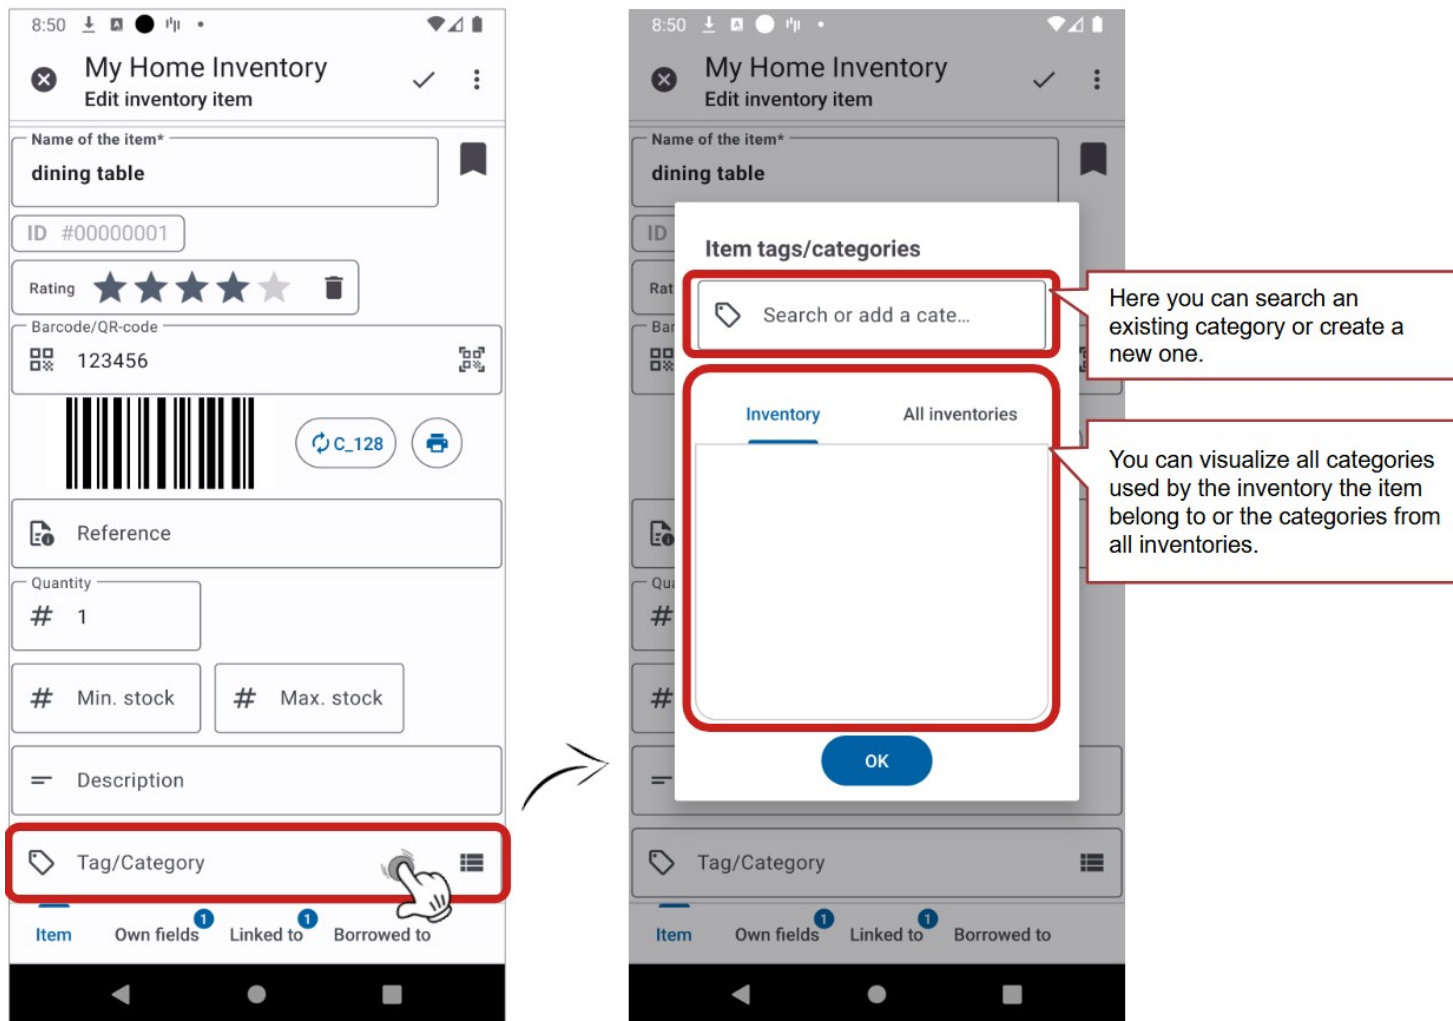 8:50
My Home Inventory
Edit inventory item
Name of the item*
dining table
ID #00000001
Rating
Barcode/QR-code
123456
C_128
Reference
Quantity
# 1
# Min. stock # Max. stock
Description
Tag/Category
1 1
Item Own fields Linked to Borrowed to
8:50
My Home Inventory
Edit inventory item
Name of the item*
dining table
ID
Item tags/categories
Rat
Search or add a cate...
Bar
Inventory All inventories
Qua
#
#
OK
Tag/Category
1 1
Item Own fields Linked to Borrowed to
Here you can search an
existing category or create a
new one.
You can visualize all categories
used by the inventory the item
belong to or the categories from
all inventories.